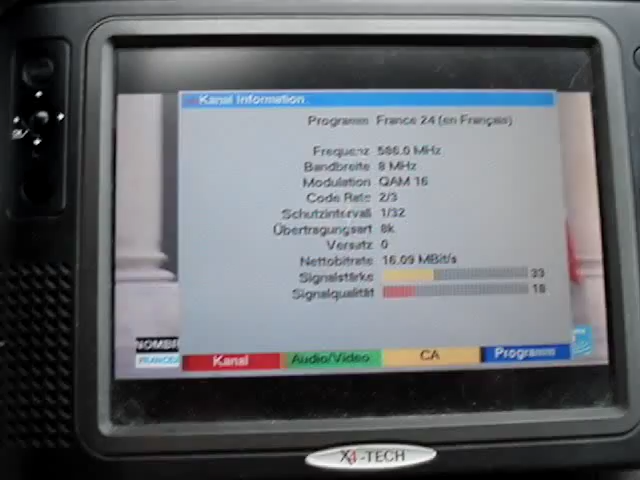 Kanal Information
Programm France 24 (en Français)
Frequenz 586.0 MHz
Bandbreite 8 MHz
Modulation QAM 16
Code Rate 2/3
Schutzintervall 1/32
Übertragungsart 8k
Versatz 0
Nettobitrate 16.09 MBit/s
Signalstärke 33
Signalqualität 18
NOMBR
FRANCE24
Kanal Audio/Video CA Programm
X4-TECH